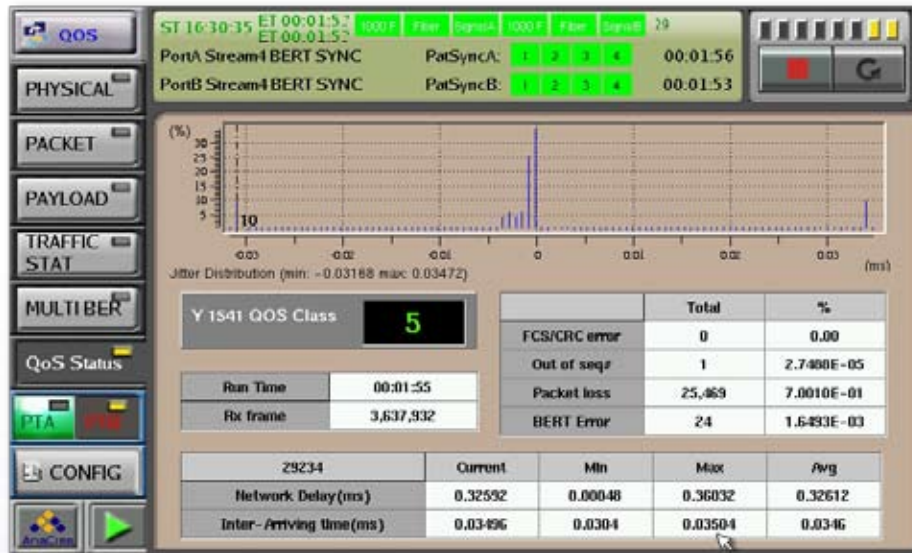 QOS
ST 16:30:35 ET 00:01:52 1000 F Fiber SignalA 1000 F Fiber SignalB 29
ET 00:01:52
PortA Stream4 BERT SYNC PatSyncA: 1 2 3 4 00:01:56
PortB Stream4 BERT SYNC PatSyncB: 1 2 3 4 00:01:53
PHYSICAL
PACKET
PAYLOAD
TRAFFIC STAT
MULTI BER
QoS Status
PTA
CONFIG
(%)
30
25
20
15
10
5
10
-0.03 -0.02 -0.01 0 0.01 0.02 0.03
(ms)
Jitter Distribution (min: -0.03168 max: 0.03472)
Y 1541 QOS Class 5
Total %
FCS/CRC error 0 0.00
Out of seq# 1 2.7488E-05
Packet loss 25,469 7.0010E-01
BERT Error 24 1.6493E-03
Run Time 00:01:55
Rx frame 3,637,932
29234 Current Min Max Avg
Network Delay(ms) 0.32592 0.00048 0.36032 0.32612
Inter-Arriving time(ms) 0.03496 0.0304 0.03504 0.0346